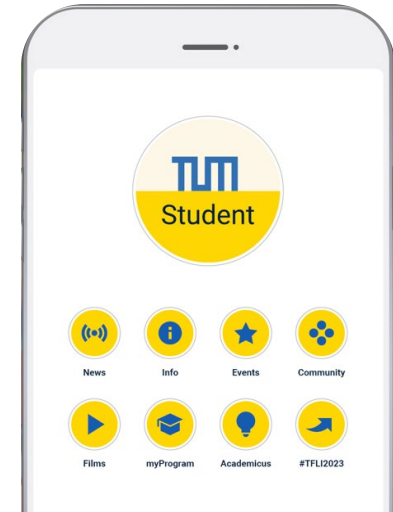 TUM
Student
News Info Events Community
Films myProgram Academicus #TFLI2023